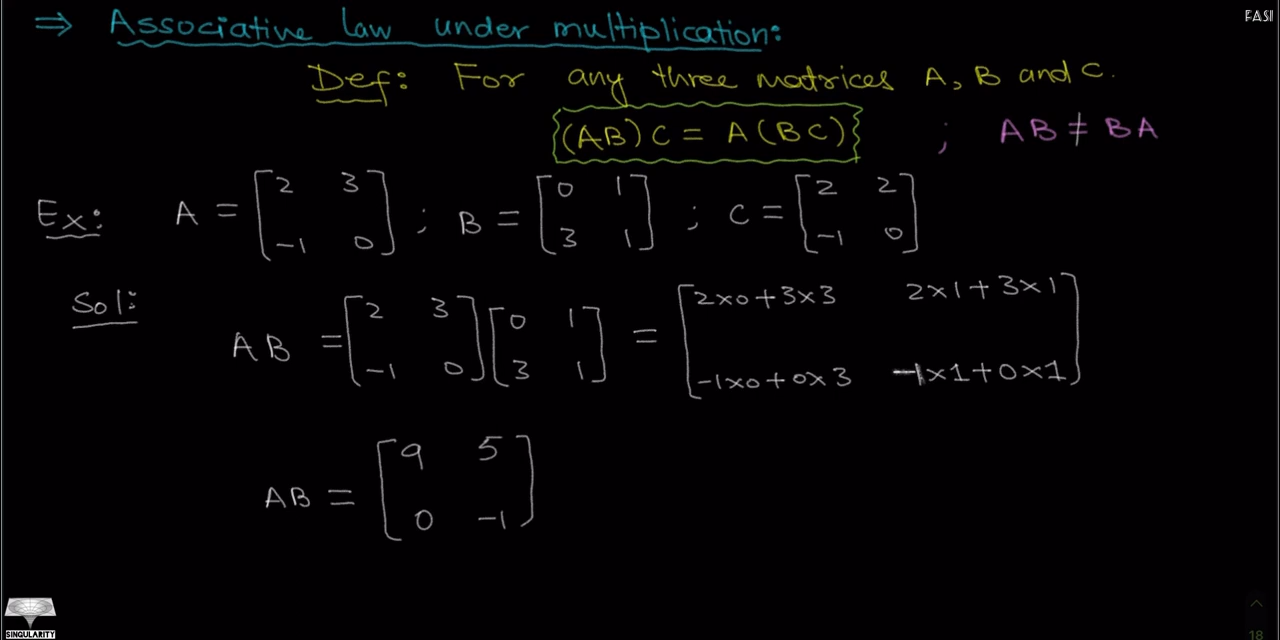 ⇒ Associative law under multiplication:
FASI
Def: For any three matrices A, B and C.
(AB)C = A(BC) ; AB ≠ BA
Ex: A = [2 3; -1 0] ; B = [0 1; 3 1] ; C = [2 2; -1 0]
Sol:
AB = [2 3; -1 0] [0 1; 3 1] = [2×0+3×3 2×1+3×1; -1×0+0×3 -1×1+0×1]
AB = [9 5; 0 -1]
SINGULARITY
18